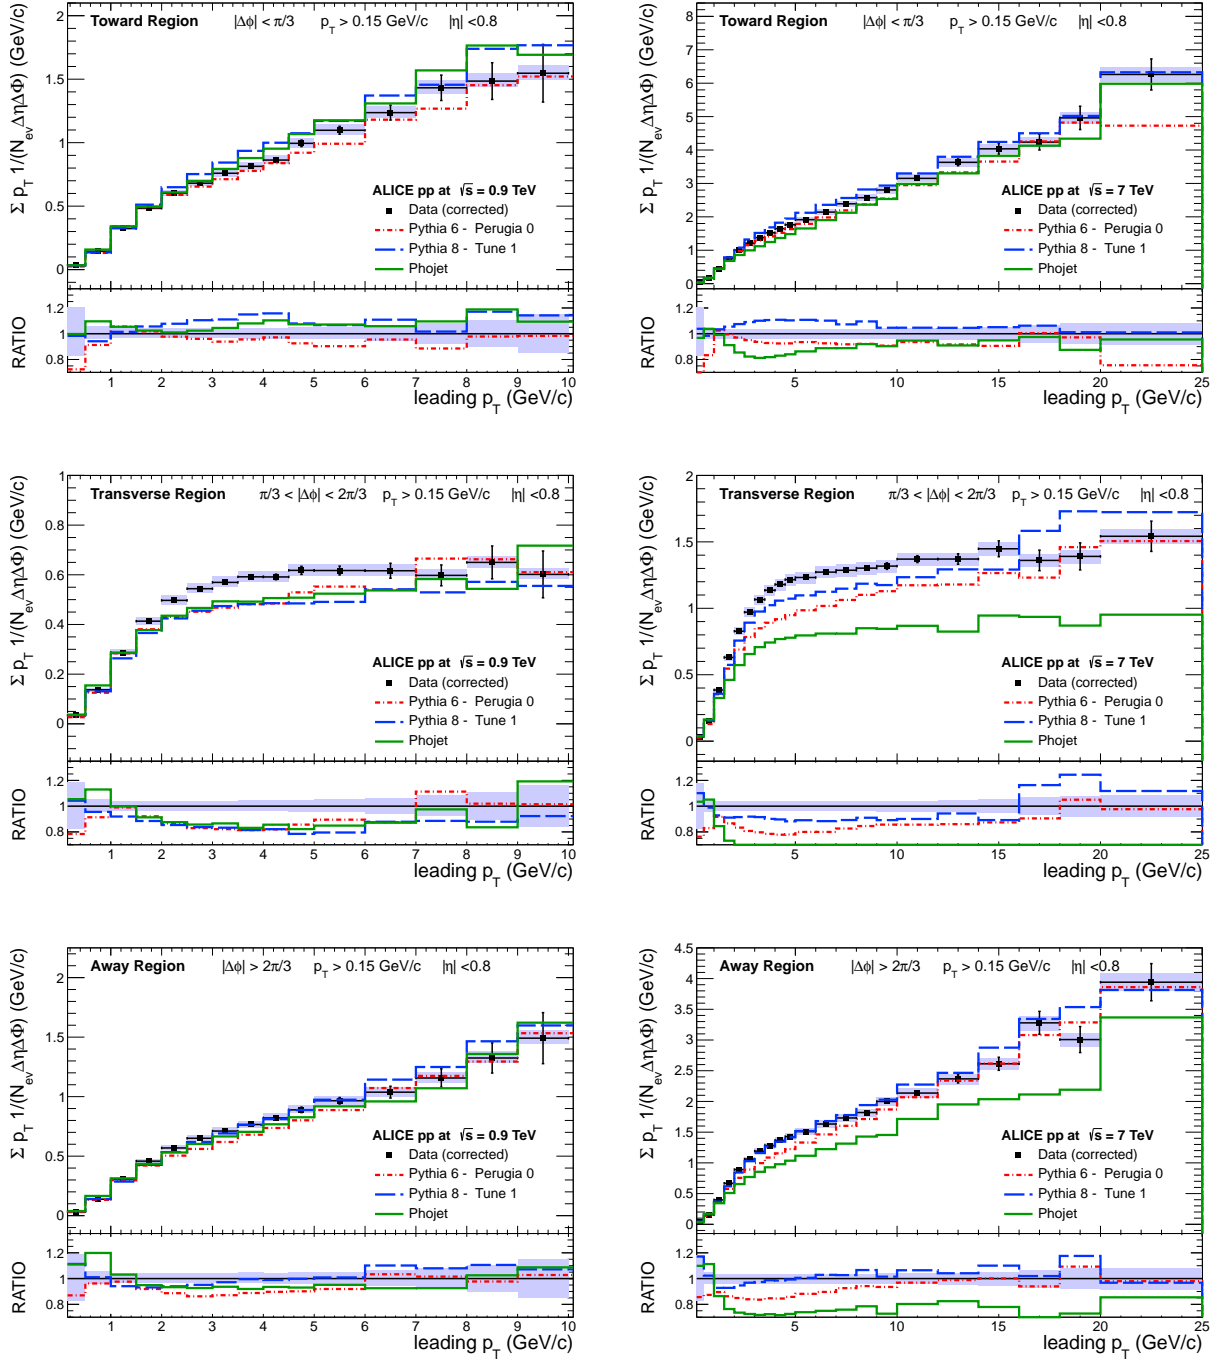 Toward Region |Δϕ| < π/3 p_T > 0.15 GeV/c |η| <0.8
Σ p_T 1/(N_ev ΔηΔΦ) (GeV/c)
2
1.5
1
0.5
0
ALICE pp at √s = 0.9 TeV
Data (corrected)
Pythia 6 - Perugia 0
Pythia 8 - Tune 1
Phojet
RATIO
1.2
1
0.8
1 2 3 4 5 6 7 8 9 10
leading p_T (GeV/c)
Toward Region |Δϕ| < π/3 p_T > 0.15 GeV/c |η| <0.8
Σ p_T 1/(N_ev ΔηΔΦ) (GeV/c)
8
7
6
5
4
3
2
1
0
ALICE pp at √s = 7 TeV
Data (corrected)
Pythia 6 - Perugia 0
Pythia 8 - Tune 1
Phojet
RATIO
1.2
1
0.8
5 10 15 20 25
leading p_T (GeV/c)
Transverse Region π/3 < |Δϕ| < 2π/3 p_T > 0.15 GeV/c |η| <0.8
Σ p_T 1/(N_ev ΔηΔΦ) (GeV/c)
1
0.8
0.6
0.4
0.2
0
ALICE pp at √s = 0.9 TeV
Data (corrected)
Pythia 6 - Perugia 0
Pythia 8 - Tune 1
Phojet
RATIO
1.2
1
0.8
1 2 3 4 5 6 7 8 9 10
leading p_T (GeV/c)
Transverse Region π/3 < |Δϕ| < 2π/3 p_T > 0.15 GeV/c |η| <0.8
Σ p_T 1/(N_ev ΔηΔΦ) (GeV/c)
2
1.5
1
0.5
0
ALICE pp at √s = 7 TeV
Data (corrected)
Pythia 6 - Perugia 0
Pythia 8 - Tune 1
Phojet
RATIO
1.2
1
0.8
5 10 15 20 25
leading p_T (GeV/c)
Away Region |Δϕ| > 2π/3 p_T > 0.15 GeV/c |η| <0.8
Σ p_T 1/(N_ev ΔηΔΦ) (GeV/c)
2
1.5
1
0.5
0
ALICE pp at √s = 0.9 TeV
Data (corrected)
Pythia 6 - Perugia 0
Pythia 8 - Tune 1
Phojet
RATIO
1.2
1
0.8
1 2 3 4 5 6 7 8 9 10
leading p_T (GeV/c)
Away Region |Δϕ| > 2π/3 p_T > 0.15 GeV/c |η| <0.8
Σ p_T 1/(N_ev ΔηΔΦ) (GeV/c)
4.5
4
3.5
3
2.5
2
1.5
1
0.5
0
ALICE pp at √s = 7 TeV
Data (corrected)
Pythia 6 - Perugia 0
Pythia 8 - Tune 1
Phojet
RATIO
1.2
1
0.8
5 10 15 20 25
leading p_T (GeV/c)